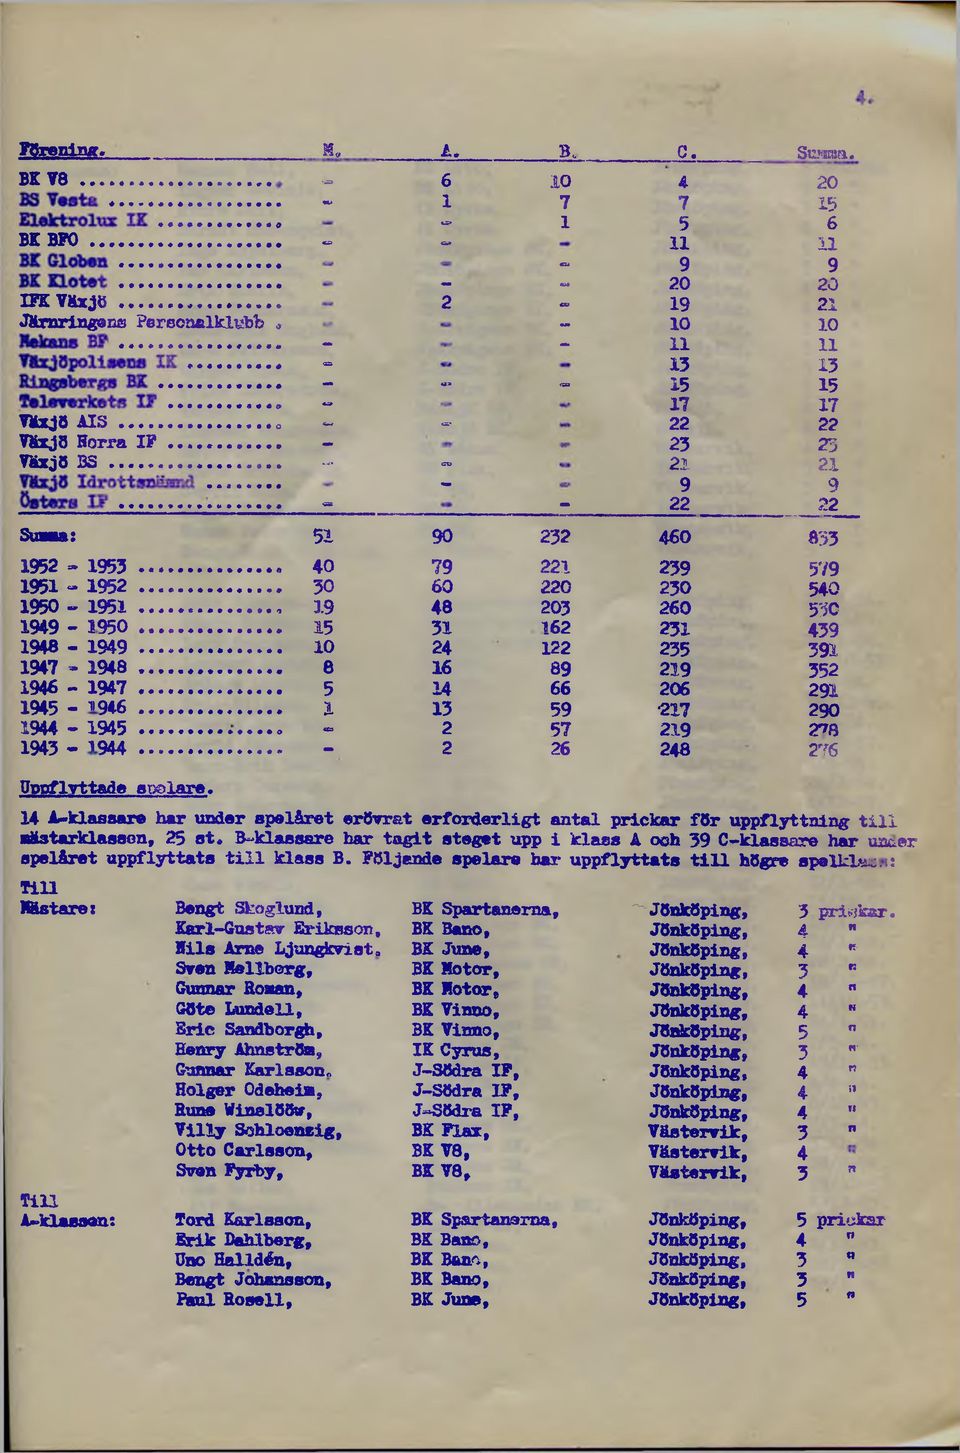 4.
Förening. M. A. B. C. Summa.
BK V8 ..................... - 6 10 4 20
BS Vesta .................. - 1 7 7 15
Elektrolux IK ............. - - 1 5 6
BK BFO .................... - - - 11 11
BK Globen ................. - - - 9 9
BK Klotet ................. - - - 20 20
IFK Växjö ................. - 2 - 19 21
Järnringens Personalklubb . - - - 10 10
Mekans BF ................. - - - 11 11
Växjöpolisens IK .......... - - - 13 13
Ringsbergs BK ............. - - - 15 15
Televerkets IF ............ - - - 17 17
Växjö AIS ................. - - - 22 22
Växjö Norra IF ............ - - - 23 23
Växjö BS .................. - - - 21 21
Växjö Idrottsnämnd ........ - - - 9 9
Östers IF ................. - - - 22 22
Summa: 51 90 232 460 833
1952 - 1953 ............... 40 79 221 239 579
1951 - 1952 ............... 30 60 220 230 540
1950 - 1951 ............... 19 48 203 260 530
1949 - 1950 ............... 15 31 162 231 439
1948 - 1949 ............... 10 24 122 235 391
1947 - 1948 ............... 8 16 89 219 352
1946 - 1947 ............... 5 14 66 206 291
1945 - 1946 ............... 1 13 59 217 290
1944 - 1945 ............... - 2 57 219 278
1943 - 1944 ............... - 2 26 248 276
Uppflyttade spelare.
14 A-klassare har under spelåret erövrat erforderligt antal prickar för uppflyttning till
mästarklassen, 25 st. B-klassare har tagit steget upp i klass A och 39 C-klassare har under
spelåret uppflyttats till klass B. Följande spelare har uppflyttats till högre spelklass:
Till
Mästare: Bengt Skoglund, BK Spartanerna, Jönköping, 3 prickar.
Karl-Gustav Eriksson, BK Bano, Jönköping, 4 "
Nils Arne Ljungkvist, BK June, Jönköping, 4 "
Sven Mellberg, BK Motor, Jönköping, 3 "
Gunnar Roman, BK Motor, Jönköping, 4 "
Göte Lundell, BK Vinno, Jönköping, 4 "
Eric Sandborgh, BK Vinno, Jönköping, 5 "
Henry Ahnström, IK Cyrus, Jönköping, 3 "
Gunnar Karlsson, J-Södra IF, Jönköping, 4 "
Holger Odeheim, J-Södra IF, Jönköping, 4 "
Rune Winslööw, J-Södra IF, Jönköping, 4 "
Villy Schloenzig, BK Flax, Västervik, 3 "
Otto Carlsson, BK V8, Västervik, 4 "
Sven Fyrby, BK V8, Västervik, 3 "
Till
A-klassen: Tord Karlsson, BK Spartanerna, Jönköping, 5 prickar
Erik Dahlberg, BK Bano, Jönköping, 4 "
Uno Halldén, BK Bano, Jönköping, 3 "
Bengt Johansson, BK Bano, Jönköping, 3 "
Paul Rosell, BK June, Jönköping, 5 "